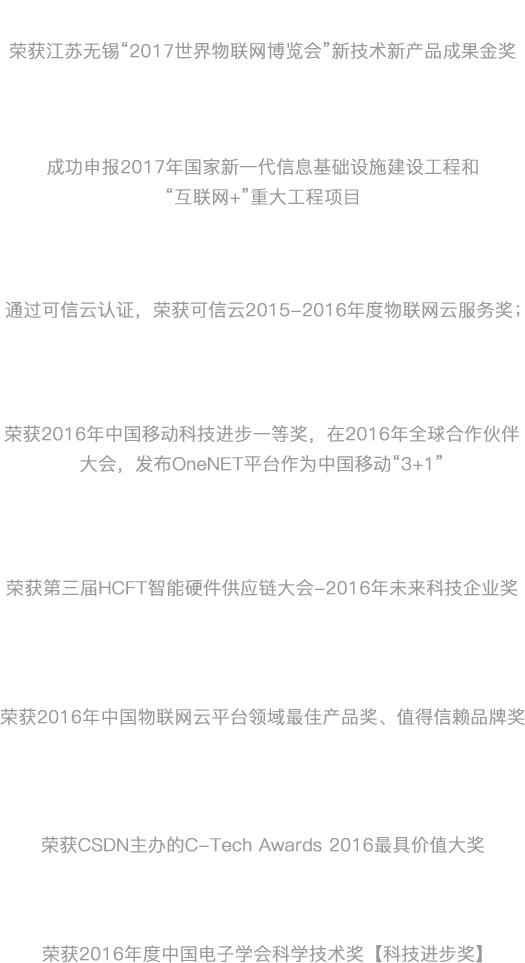 荣获江苏无锡“2017世界物联网博览会”新技术新产品成果金奖
成功申报2017年国家新一代信息基础设施建设工程和
“互联网+”重大工程项目
通过可信云认证，荣获可信云2015-2016年度物联网云服务奖；
荣获2016年中国移动科技进步一等奖，在2016年全球合作伙伴
大会，发布OneNET平台作为中国移动“3+1”
荣获第三届HCFT智能硬件供应链大会-2016年未来科技企业奖
荣获2016年中国物联网云平台领域最佳产品奖、值得信赖品牌奖
荣获CSDN主办的C-Tech Awards 2016最具价值大奖
荣获2016年度中国电子学会科学技术奖【科技进步奖】